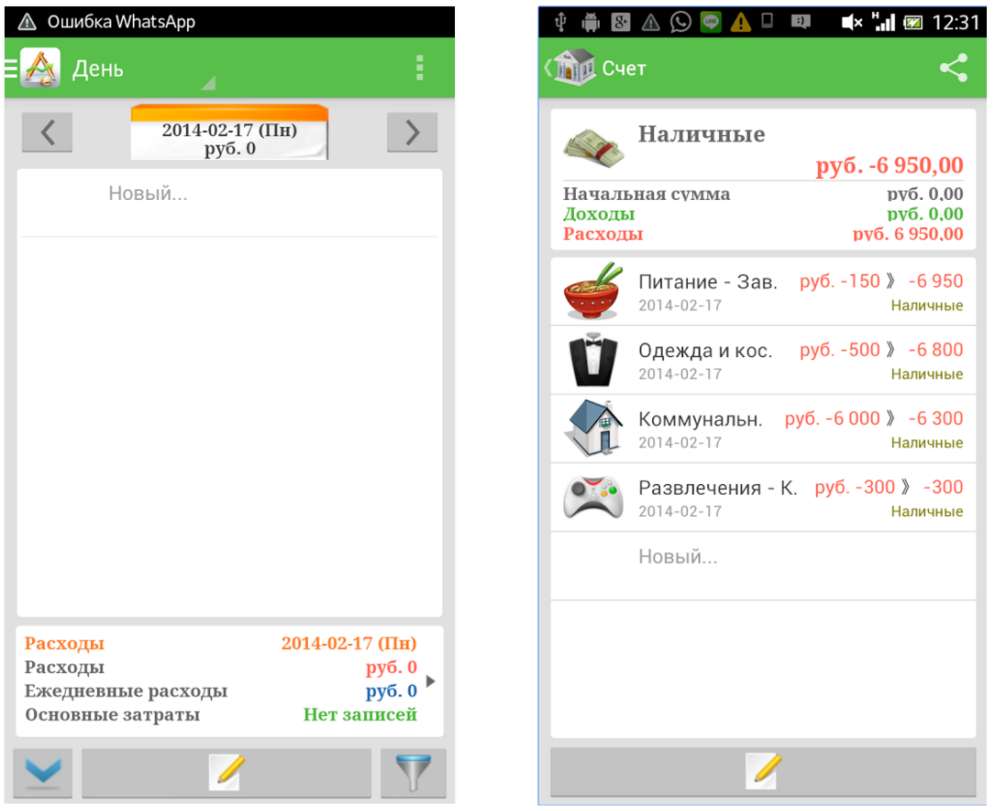 Ошибка WhatsApp
День
2014-02-17 (Пн)
руб. 0
Новый...
Расходы 2014-02-17 (Пн)
Расходы руб. 0
Ежедневные расходы руб. 0
Основные затраты Нет записей
12:31
Счет
Наличные
руб. -6 950,00
Начальная сумма руб. 0,00
Доходы руб. 0,00
Расходы руб. 6 950,00
Питание - Зав. руб. -150 》 -6 950
2014-02-17 Наличные
Одежда и кос. руб. -500 》 -6 800
2014-02-17 Наличные
Коммунальн. руб. -6 000 》 -6 300
2014-02-17 Наличные
Развлечения - К. руб. -300 》 -300
2014-02-17 Наличные
Новый...